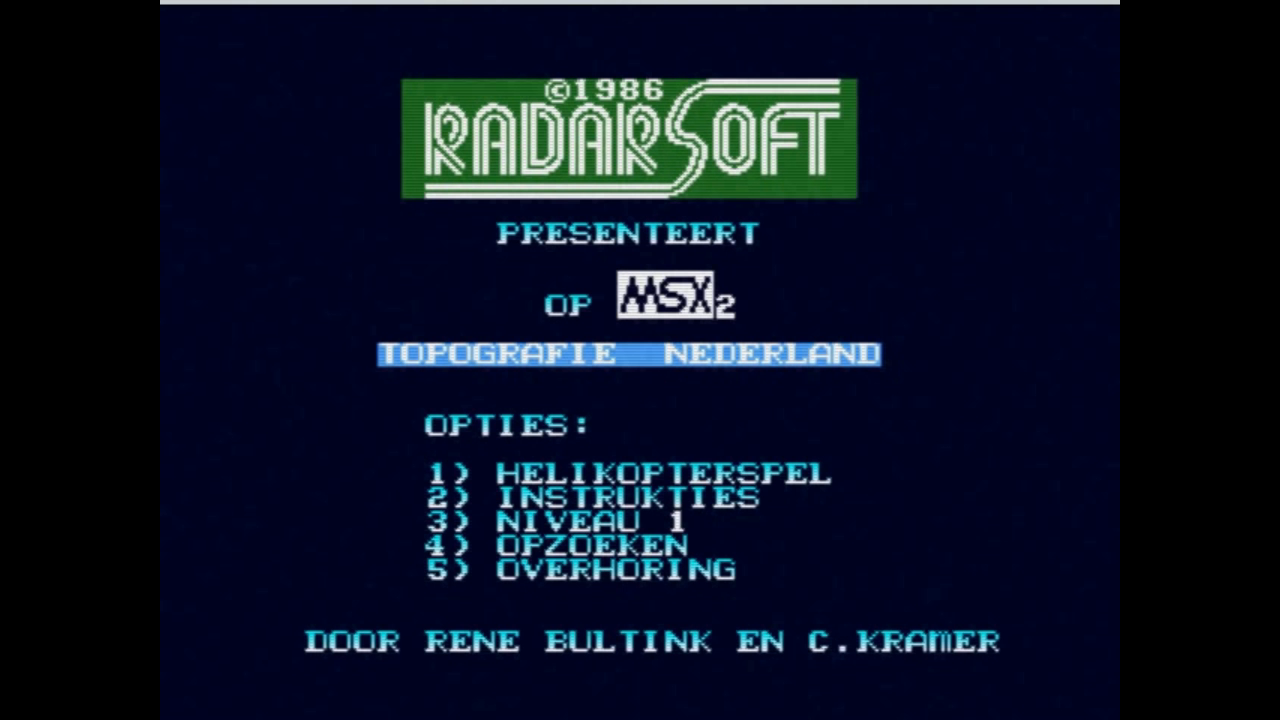 ©1986
RADARSOFT
PRESENTEERT
OP MSX2
TOPOGRAFIE NEDERLAND
OPTIES:
1) HELIKOPTERSPEL
2) INSTRUKTIES
3) NIVEAU 1
4) OPZOEKEN
5) OVERHORING
DOOR RENE BULTINK EN C.KRAMER